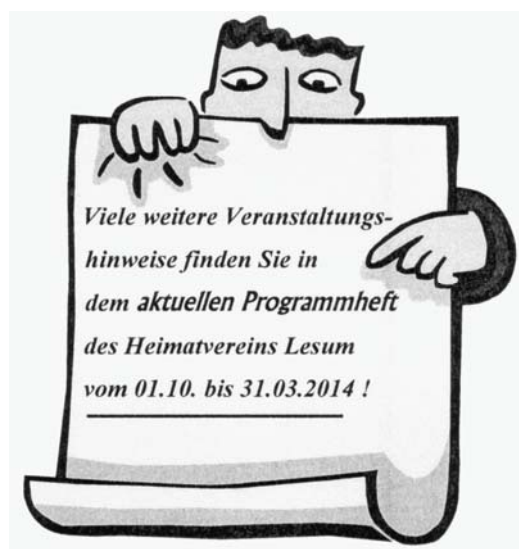 Viele weitere Veranstaltungs-
hinweise finden Sie in
dem aktuellen Programmheft
des Heimatvereins Lesum
vom 01.10. bis 31.03.2014 !